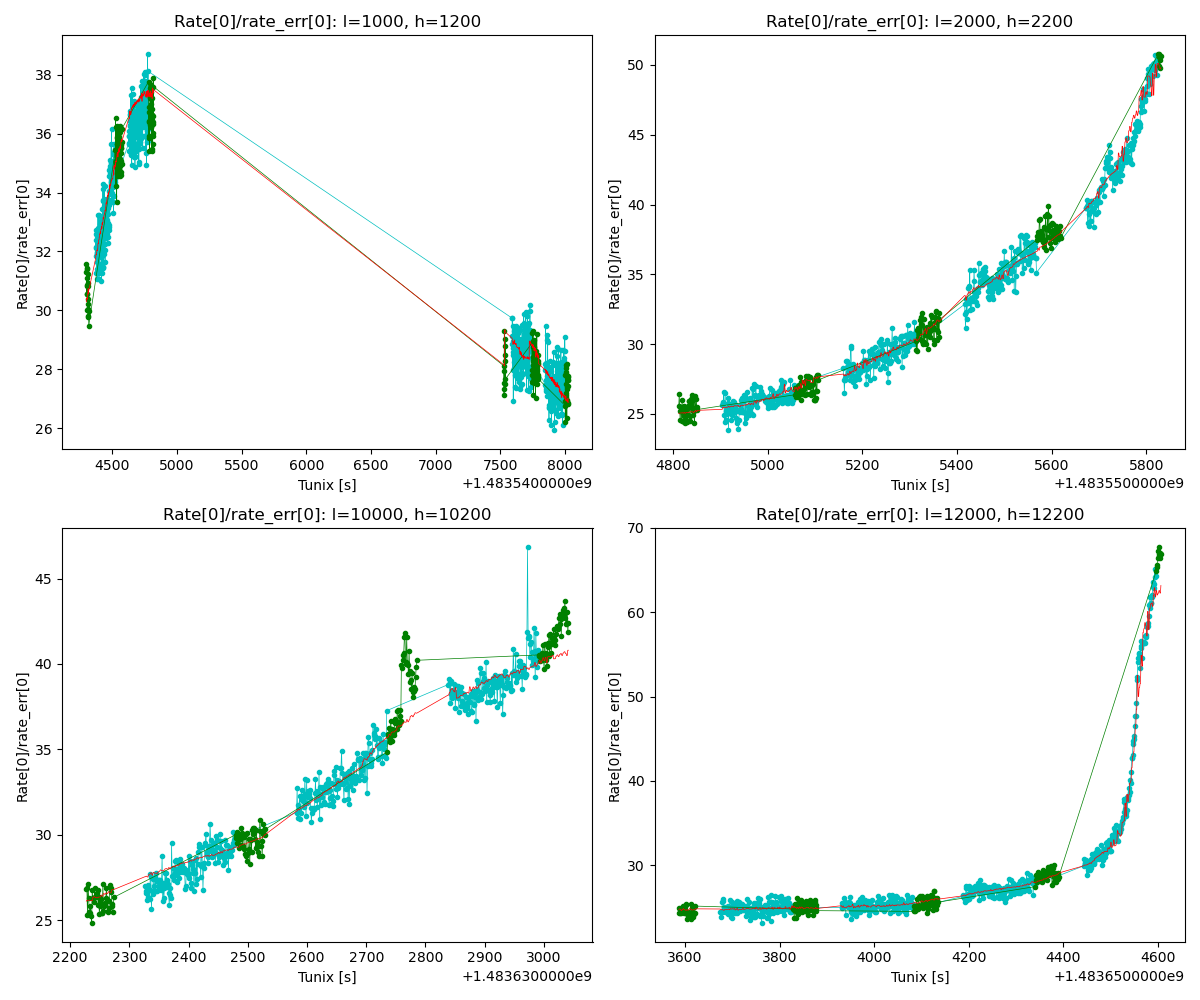 Rate[0]/rate_err[0]: l=1000, h=1200
Rate[0]/rate_err[0]
38
36
34
32
30
28
26
4500 5000 5500 6000 6500 7000 7500 8000
Tunix [s]
+1.4835400000e9
Rate[0]/rate_err[0]: l=2000, h=2200
Rate[0]/rate_err[0]
50
45
40
35
30
25
4800 5000 5200 5400 5600 5800
Tunix [s]
+1.4835500000e9
Rate[0]/rate_err[0]: l=10000, h=10200
Rate[0]/rate_err[0]
45
40
35
30
25
2200 2300 2400 2500 2600 2700 2800 2900 3000
Tunix [s]
+1.4836300000e9
Rate[0]/rate_err[0]: l=12000, h=12200
Rate[0]/rate_err[0]
70
60
50
40
30
3600 3800 4000 4200 4400 4600
Tunix [s]
+1.4836500000e9